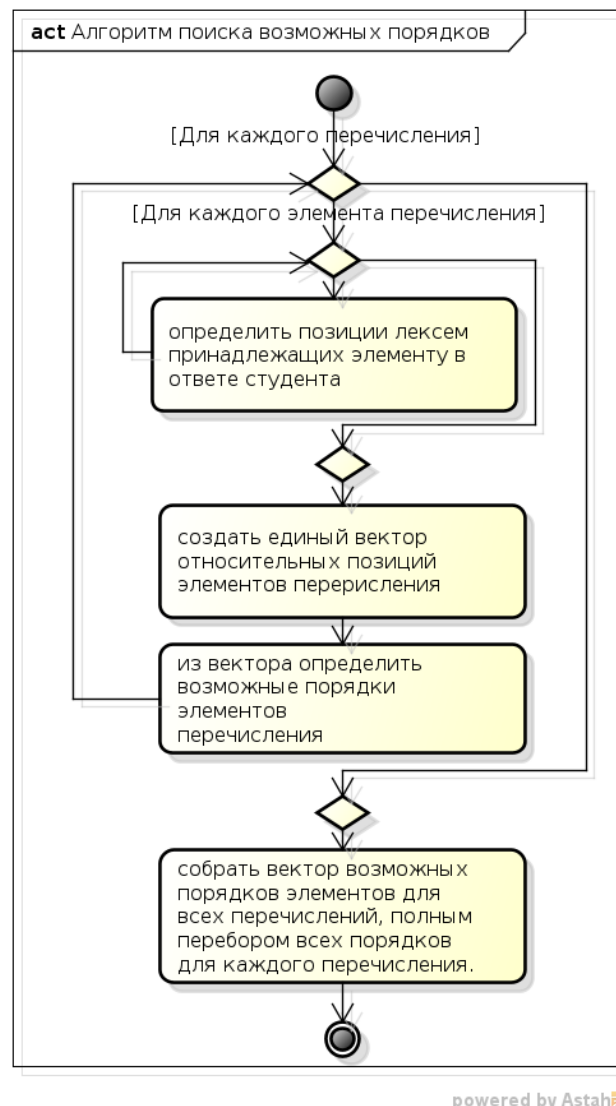 act Алгоритм поиска возможных порядков
[Для каждого перечисления]
[Для каждого элемента перечисления]
определить позиции лексем
принадлежащих элементу в
ответе студента
создать единый вектор
относительных позиций
элементов перерисления
из вектора определить
возможные порядки
элементов
перечисления
собрать вектор возможных
порядков элементов для
всех перечислений, полным
перебором всех порядков
для каждого перечисления.
powered by Astah